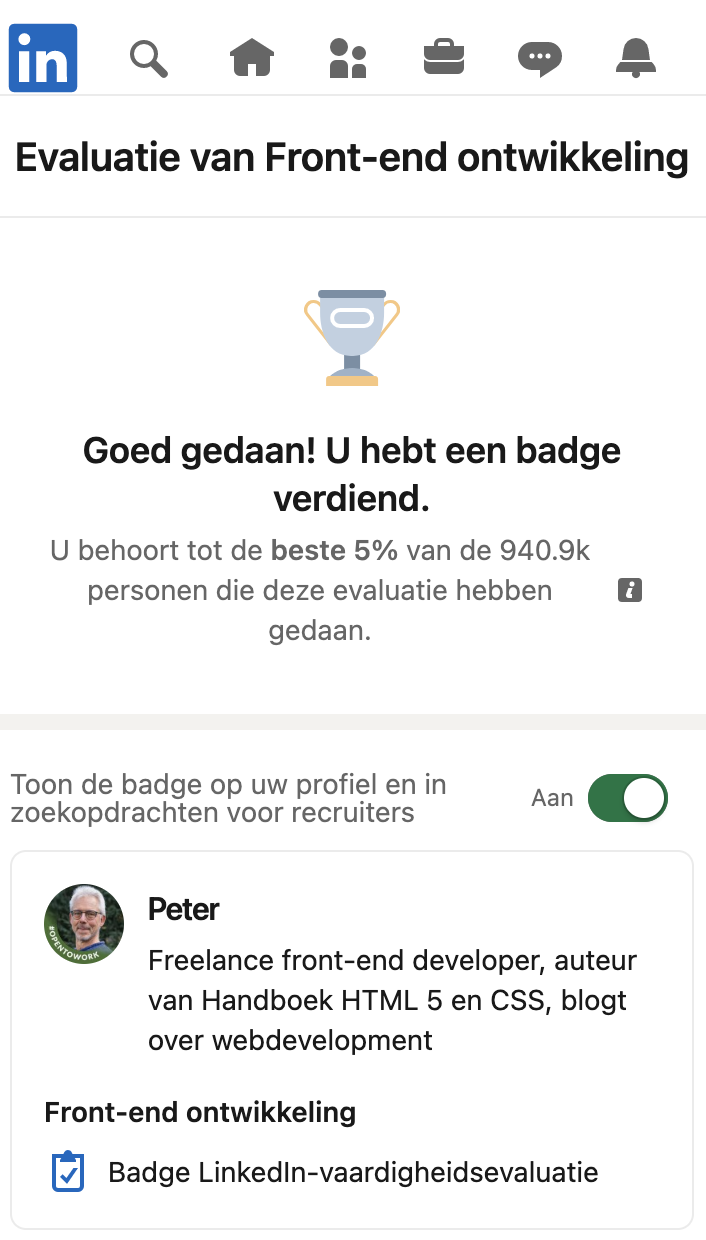 in
Evaluatie van Front-end ontwikkeling
Goed gedaan! U hebt een badge
verdiend.
U behoort tot de beste 5% van de 940.9k
personen die deze evaluatie hebben
gedaan.
Toon de badge op uw profiel en in
zoekopdrachten voor recruiters
Aan
#OPENTOWORK
Peter
Freelance front-end developer, auteur
van Handboek HTML 5 en CSS, blogt
over webdevelopment
Front-end ontwikkeling
Badge LinkedIn-vaardigheidsevaluatie